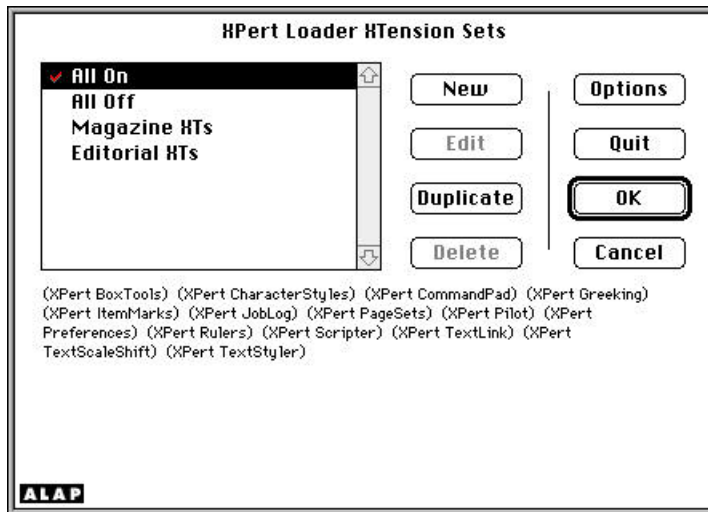 XPert Loader XTension Sets
All On
All Off
Magazine XTs
Editorial XTs
New
Edit
Duplicate
Delete
Options
Quit
OK
Cancel
(XPert BoxTools) (XPert CharacterStyles) (XPert CommandPad) (XPert Greeking)
(XPert ItemMarks) (XPert JobLog) (XPert PageSets) (XPert Pilot) (XPert
Preferences) (XPert Rulers) (XPert Scripter) (XPert TextLink) (XPert
TextScaleShift) (XPert TextStyler)
ALAP